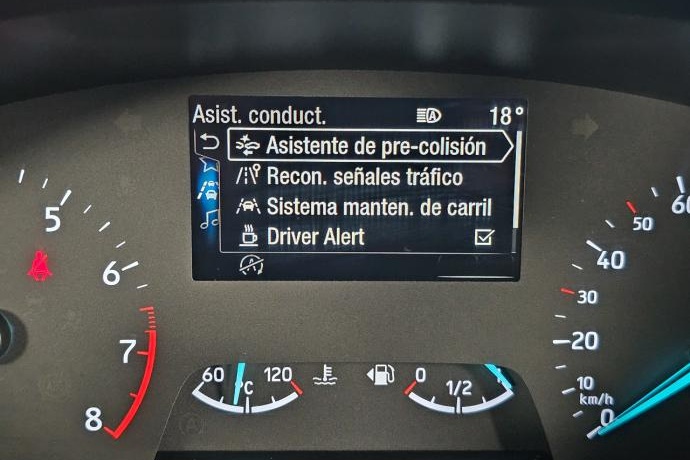 Asist. conduct. A 18°
Asistente de pre-colisión
Recon. señales tráfico
Sistema manten. de carril
Driver Alert
A
5
6
7
8
60 120
°C
0
1/2
60
50
40
30
20
10
km/h
0